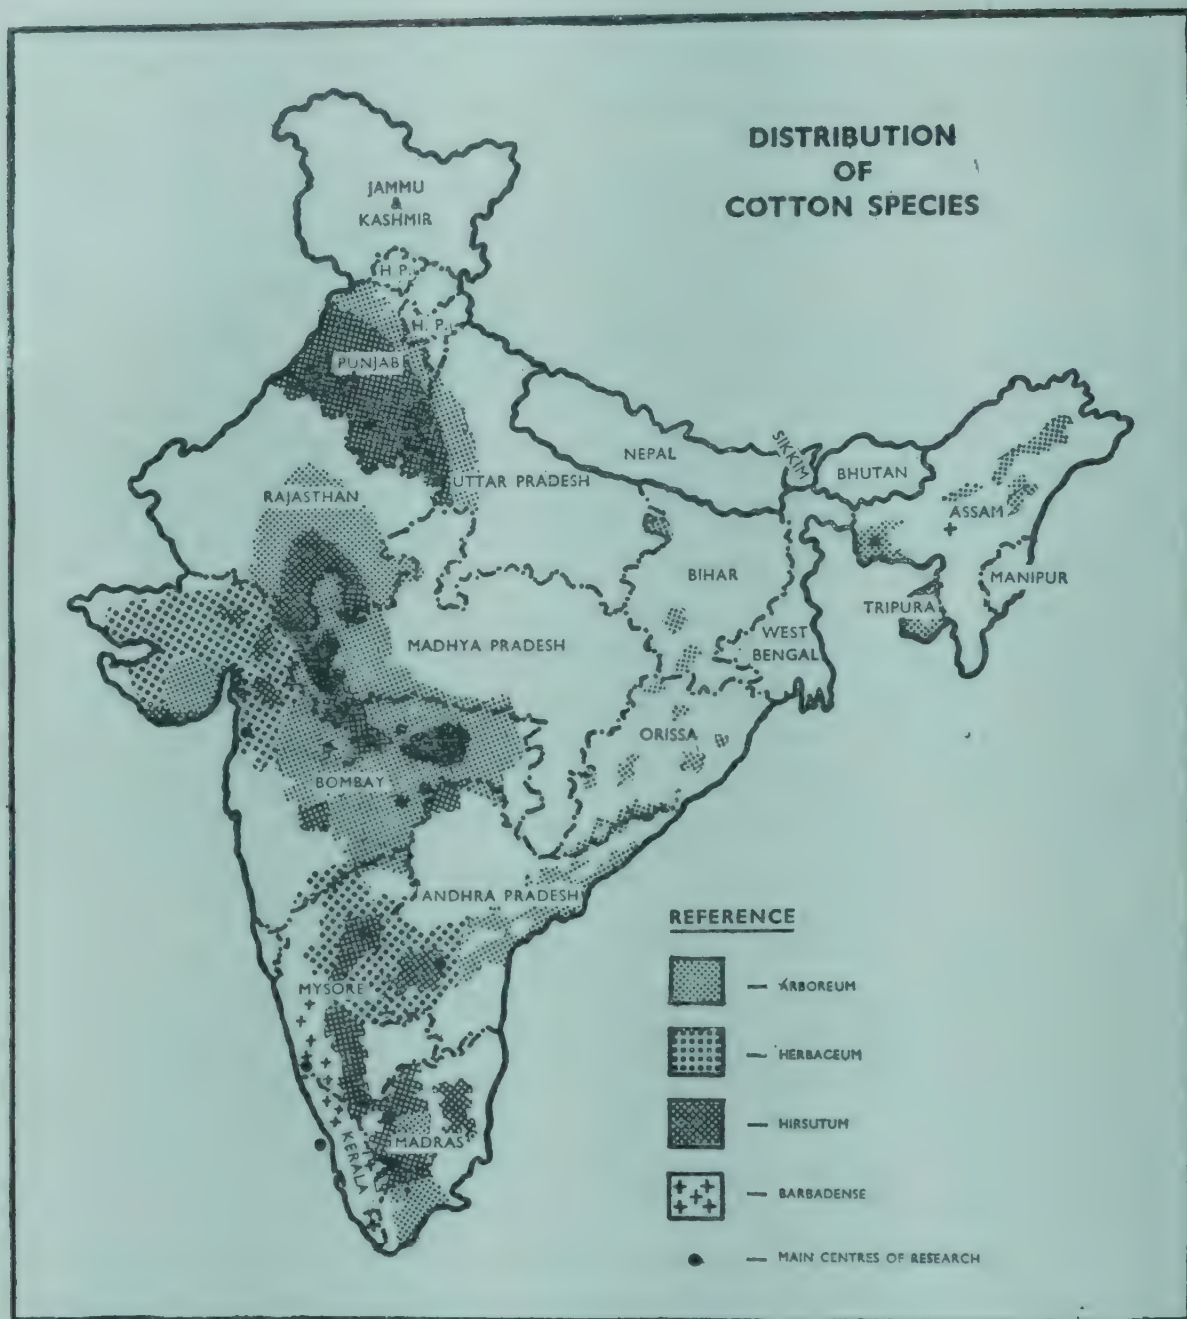 DISTRIBUTION
OF
COTTON SPECIES
JAMMU
&
KASHMIR
H. P.
H. P.
PUNJAB
NEPAL
SIKKIM
BHUTAN
UTTAR PRADESH
RAJASTHAN
ASSAM
BIHAR
MANIPUR
TRIPURA
WEST
BENGAL
MADHYA PRADESH
ORISSA
BOMBAY
ANDHRA PRADESH
MYSORE
MADRAS
KERALA
REFERENCE
— ARBOREUM
— HERBACEUM
— HIRSUTUM
— BARBADENSE
— MAIN CENTRES OF RESEARCH